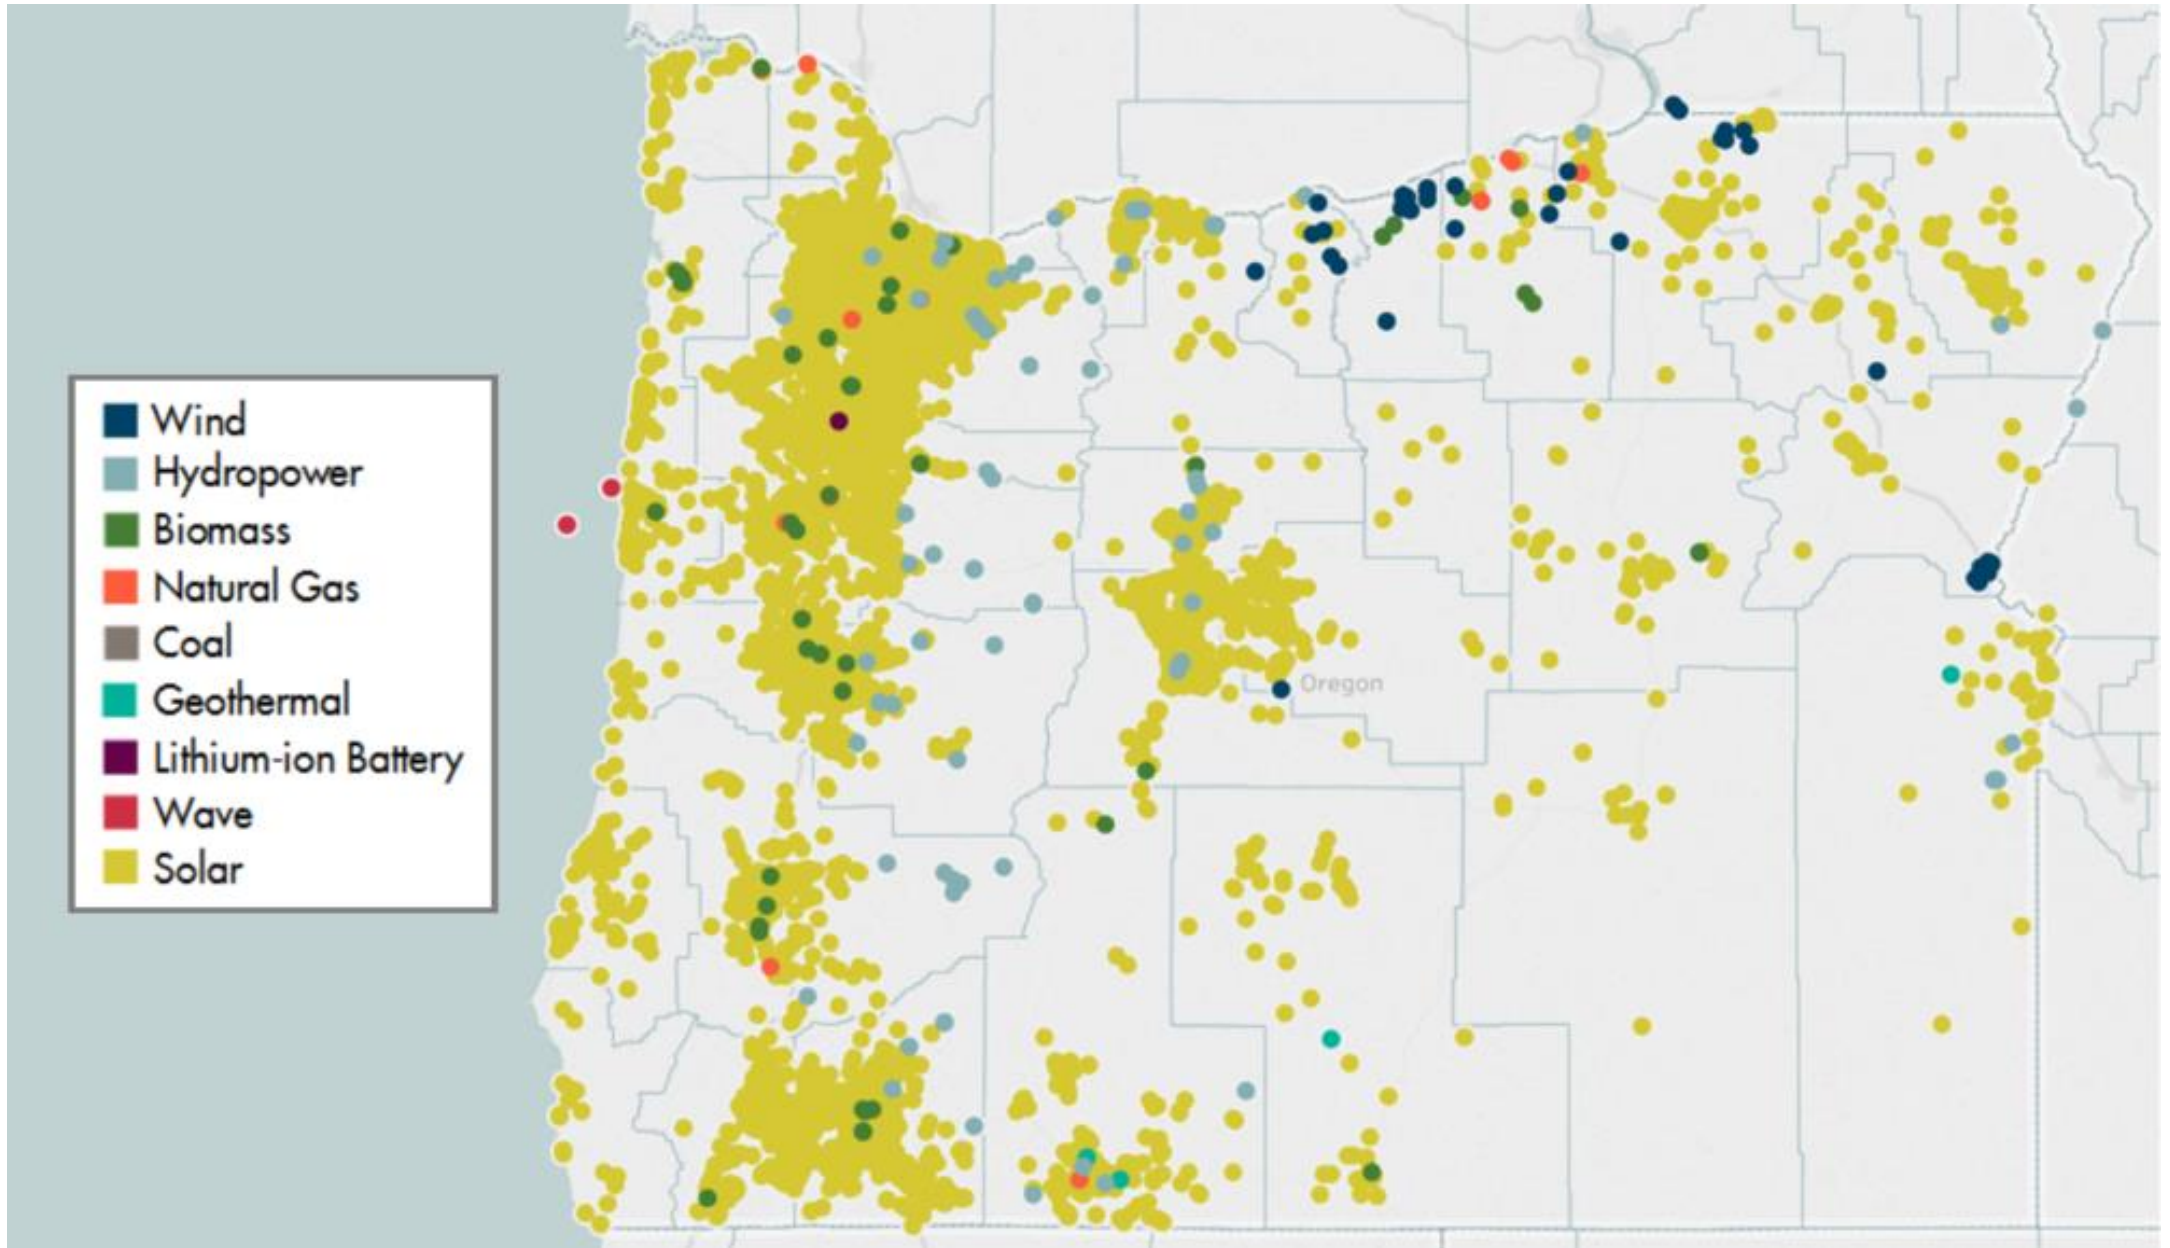 Wind
Hydropower
Biomass
Natural Gas
Coal
Geothermal
Lithium-ion Battery
Wave
Solar
Oregon